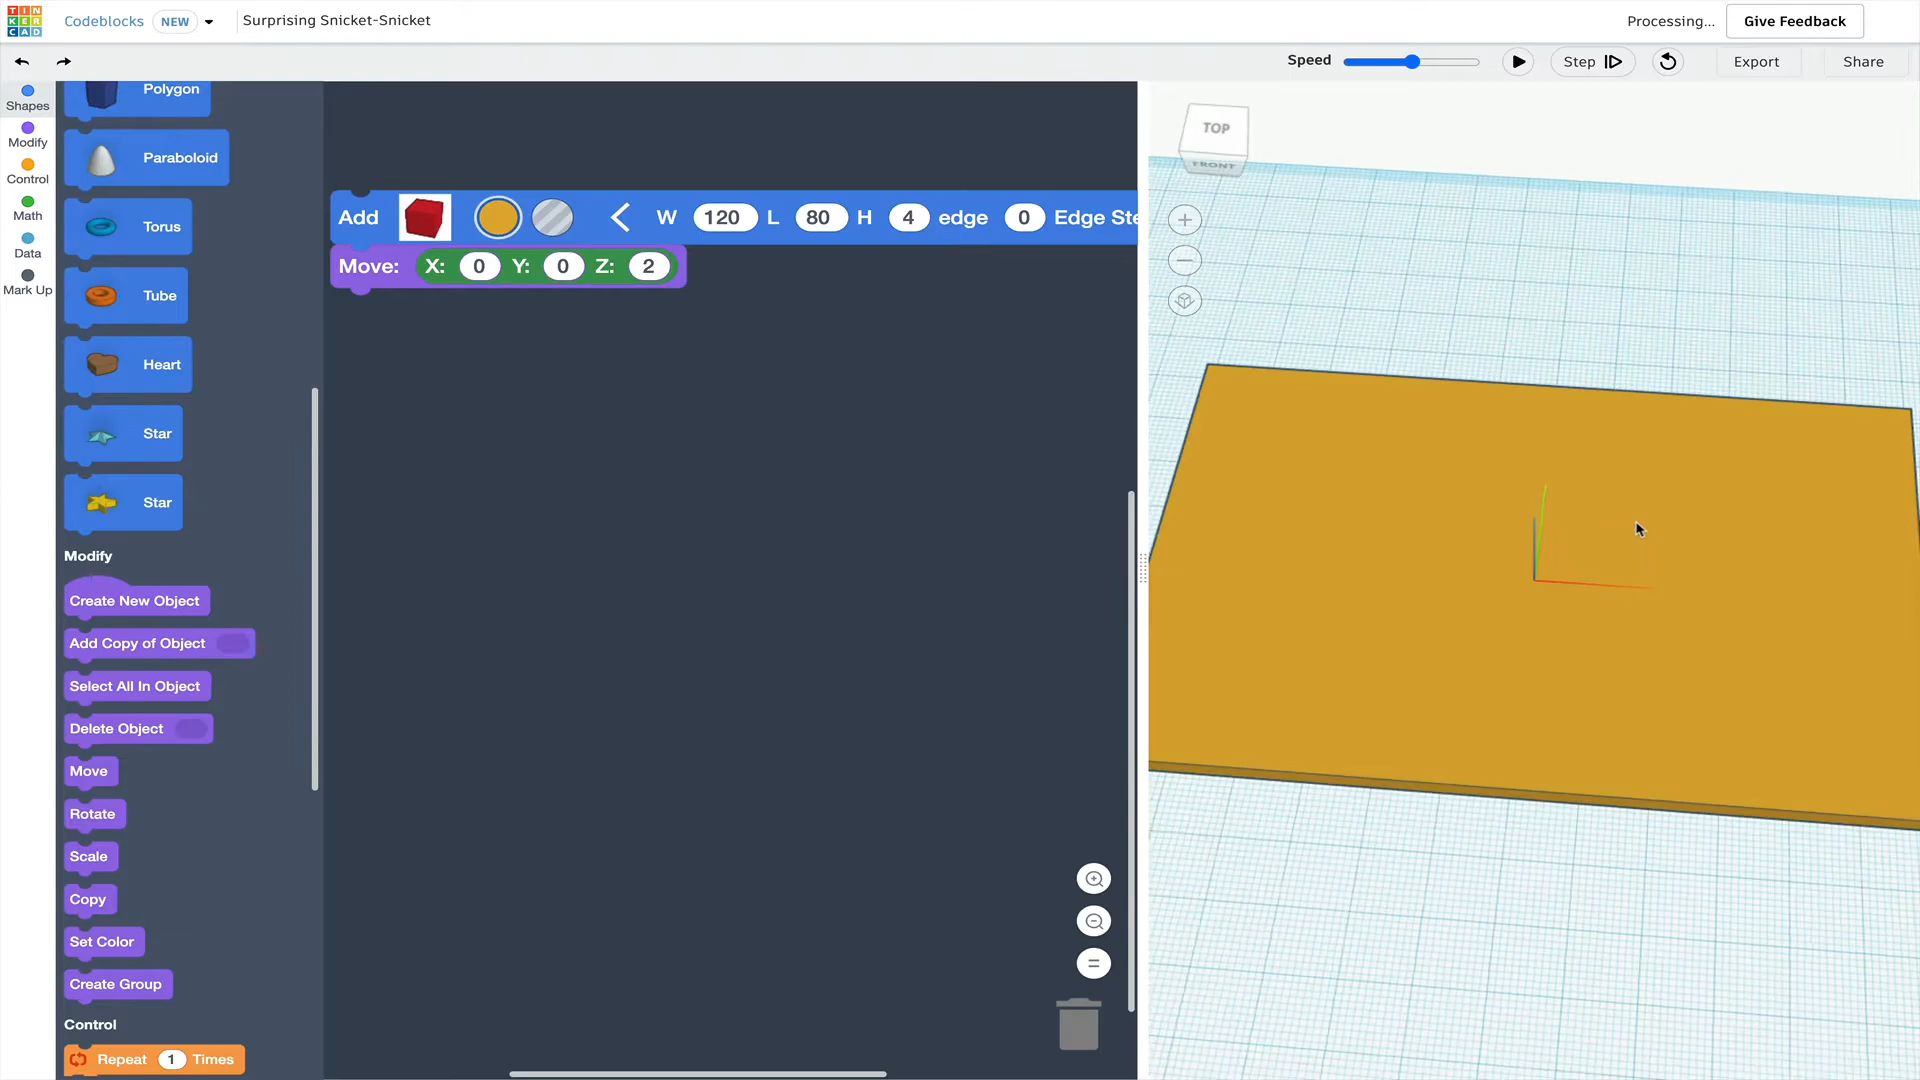 TIN
KER
CAD
Codeblocks NEW
Surprising Snicket-Snicket
Processing...
Give Feedback
Speed
Step
Export
Share
Shapes
Modify
Control
Math
Data
Mark Up
Polygon
Paraboloid
Torus
Tube
Heart
Star
Star
Modify
Create New Object
Add Copy of Object
Select All In Object
Delete Object
Move
Rotate
Scale
Copy
Set Color
Create Group
Control
Repeat 1 Times
Add W 120 L 80 H 4 edge 0 Edge Ste
Move: X: 0 Y: 0 Z: 2
TOP
FRONT